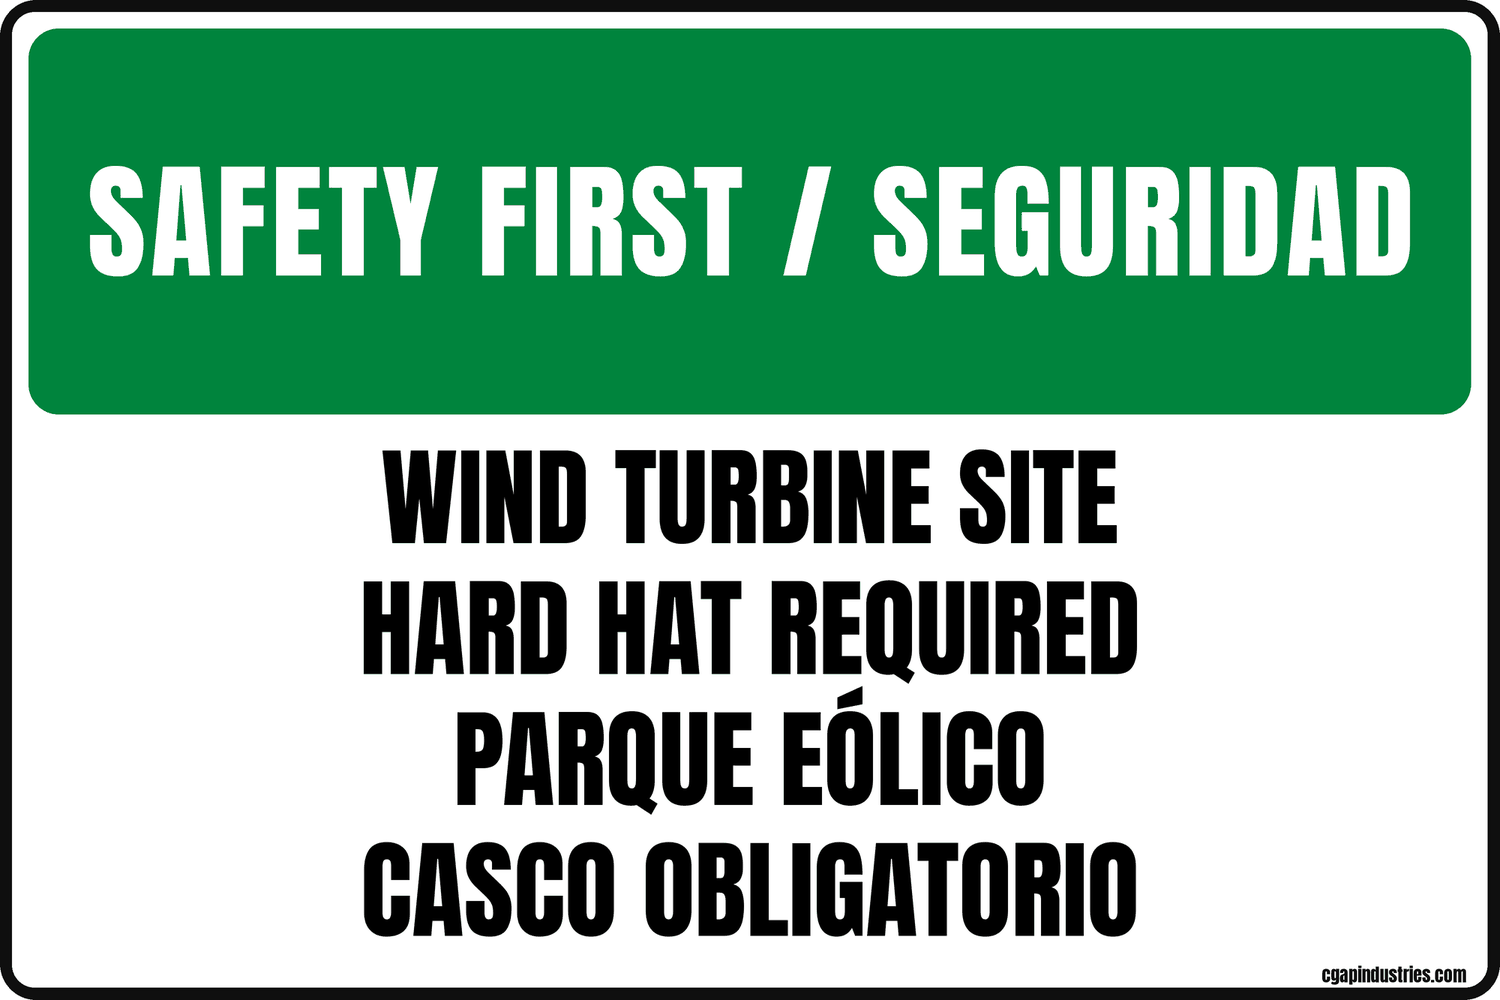 SAFETY FIRST / SEGURIDAD
WIND TURBINE SITE
HARD HAT REQUIRED
PARQUE EÓLICO
CASCO OBLIGATORIO
cgapindustries.com